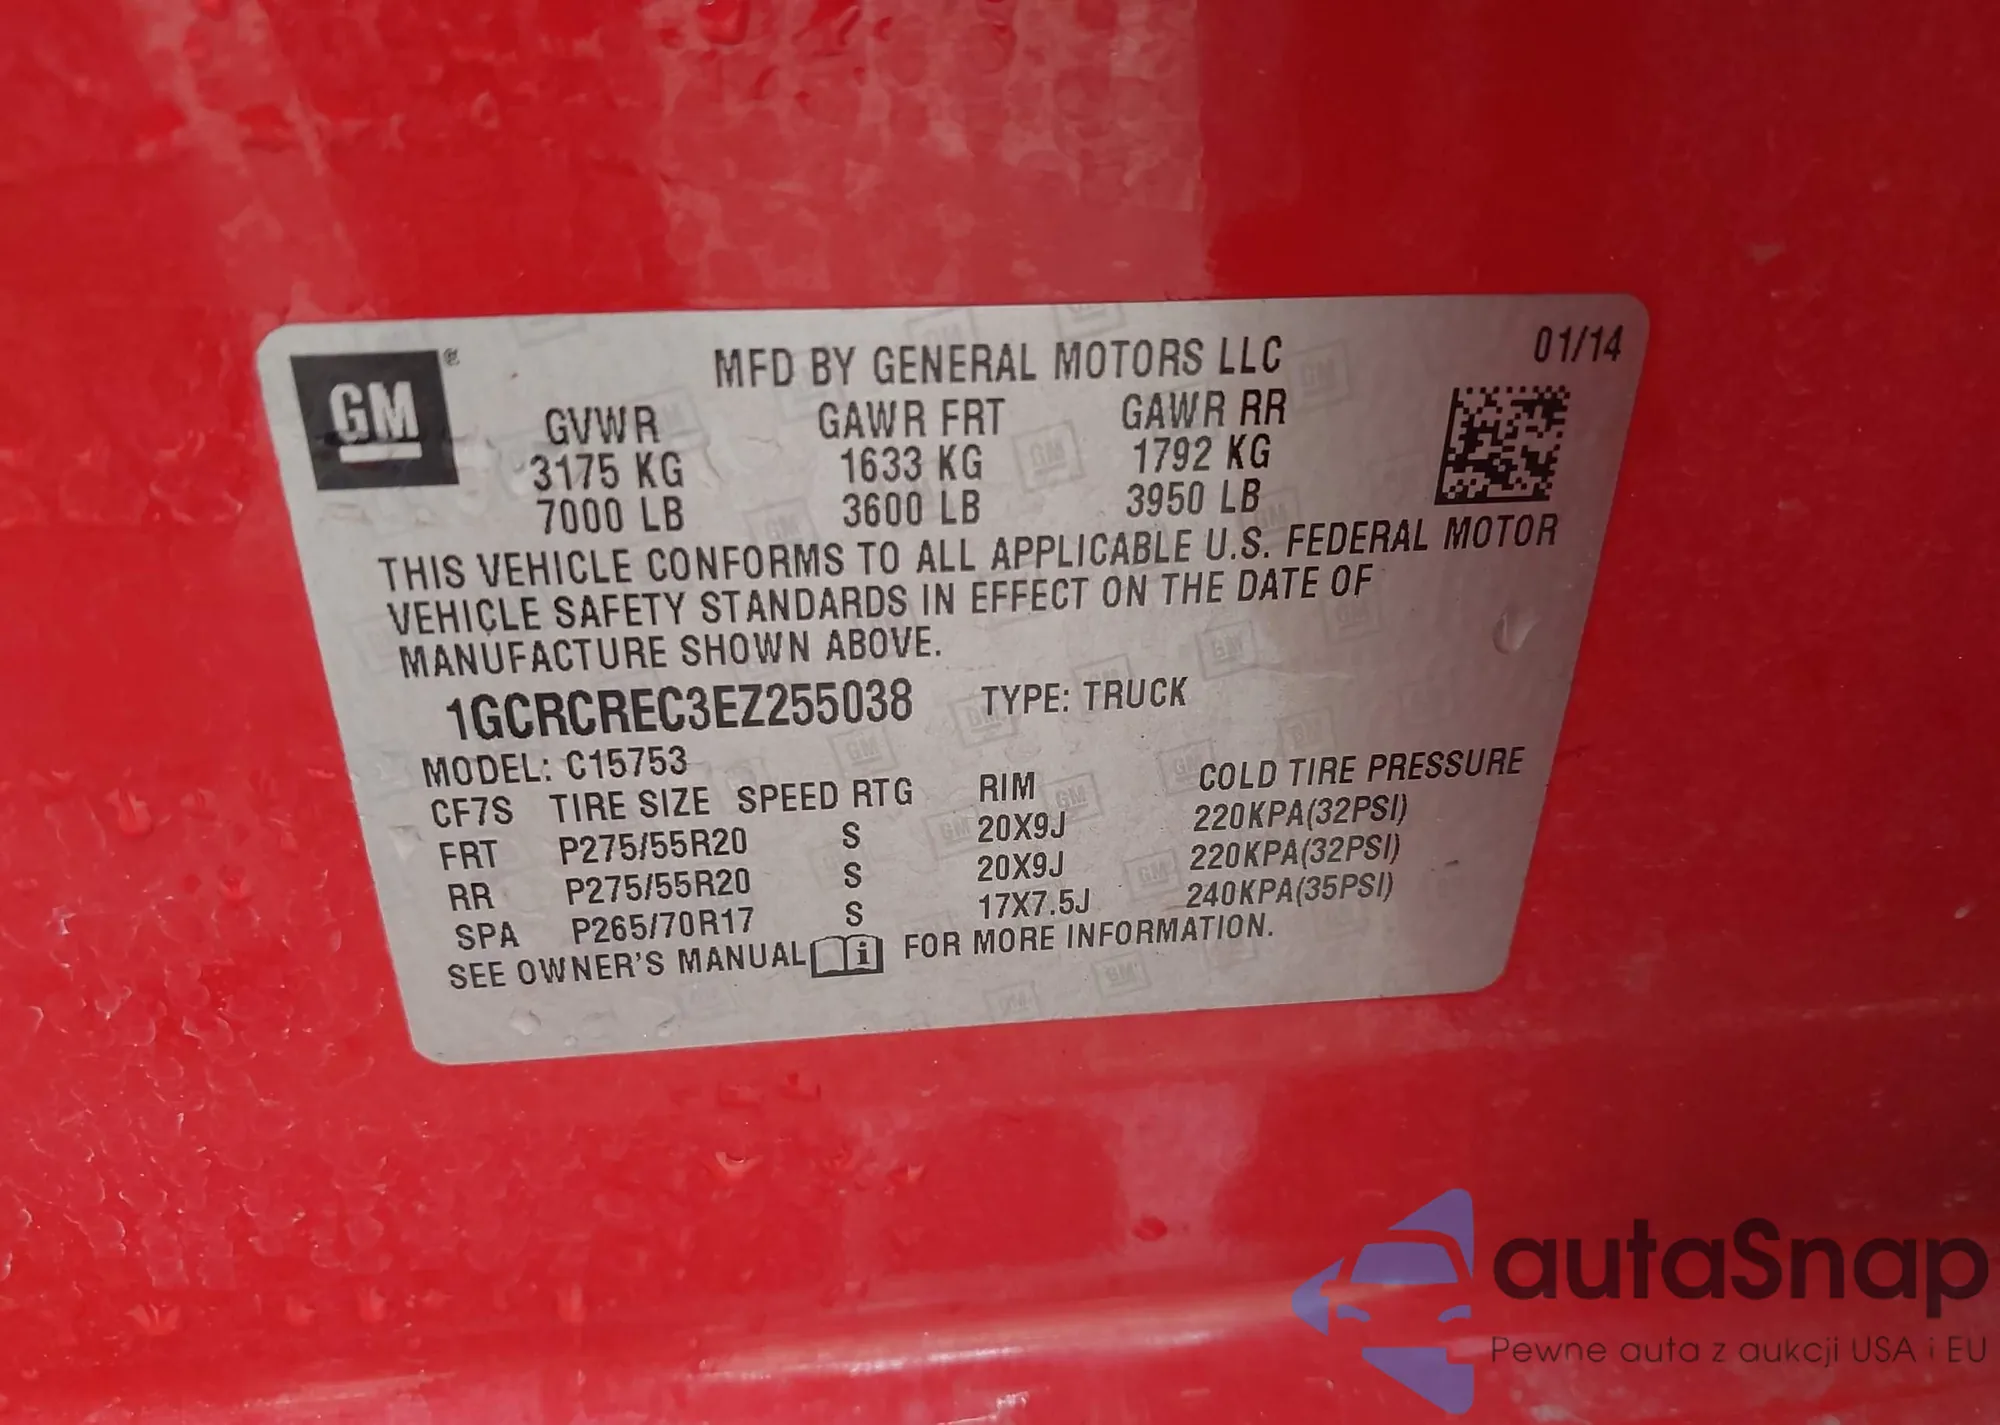 GM®
MFD BY GENERAL MOTORS LLC 01/14
GVWR GAWR FRT GAWR RR
3175 KG 1633 KG 1792 KG
7000 LB 3600 LB 3950 LB
THIS VEHICLE CONFORMS TO ALL APPLICABLE U.S. FEDERAL MOTOR
VEHICLE SAFETY STANDARDS IN EFFECT ON THE DATE OF
MANUFACTURE SHOWN ABOVE.
1GCRCREC3EZ255038 TYPE: TRUCK
MODEL: C15753
CF7S TIRE SIZE SPEED RTG RIM COLD TIRE PRESSURE
FRT P275/55R20 S 20X9J 220KPA(32PSI)
RR P275/55R20 S 20X9J 220KPA(32PSI)
SPA P265/70R17 S 17X7.5J 240KPA(35PSI)
SEE OWNER'S MANUAL i FOR MORE INFORMATION.
autaSnap
Pewne auta z aukcji USA i EU